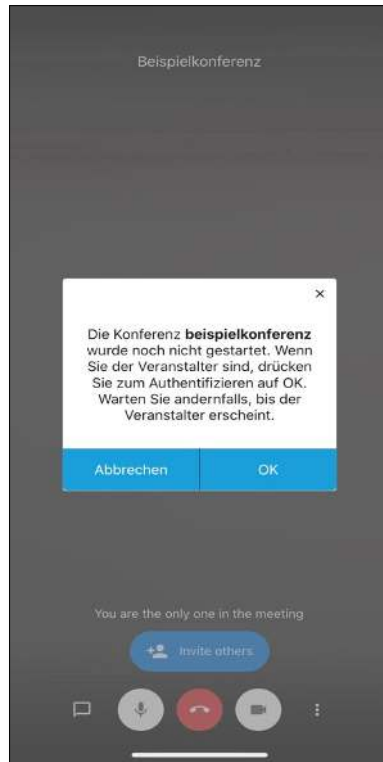 Beispielkonferenz
×
Die Konferenz beispielkonferenz
wurde noch nicht gestartet. Wenn
Sie der Veranstalter sind, drücken
Sie zum Authentifizieren auf OK.
Warten Sie andernfalls, bis der
Veranstalter erscheint.
Abbrechen OK
You are the only one in the meeting
Invite others